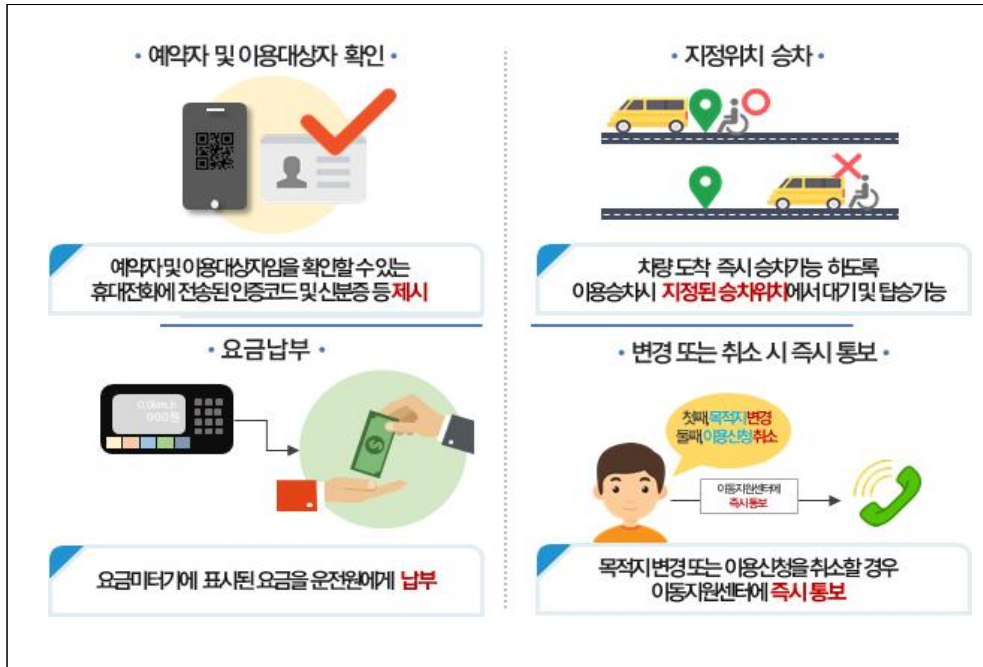 • 예약자 및 이용대상자 확인 •
예약자 및 이용대상자임을 확인할 수 있는
휴대전화에 전송된 인증코드 및 신분증 등 제시
• 지정위치 승차 •
차량 도착 즉시 승차가능 하도록
이용승차시 지정된 승차위치에서 대기 및 탑승가능
• 요금납부 •
0.0km.h
000원
요금미터기에 표시된 요금을 운전원에게 납부
• 변경 또는 취소 시 즉시 통보 •
첫째, 목적지 변경
둘째, 이용신청 취소
이동지원센터에
즉시 통보
목적지 변경 또는 이용신청을 취소할 경우
이동지원센터에 즉시 통보